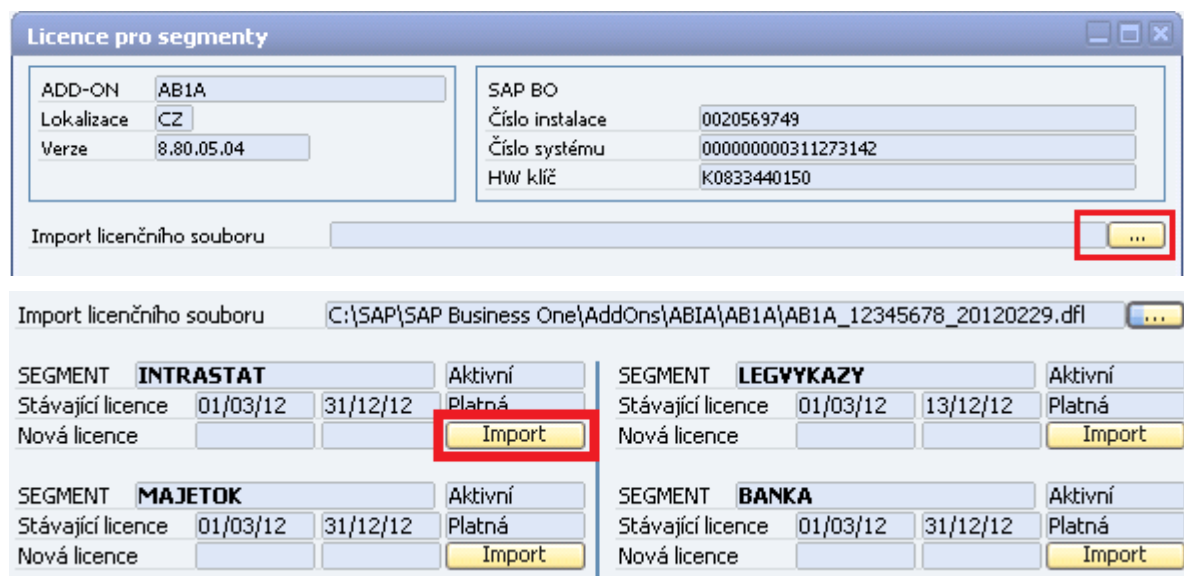 Licence pro segmenty
ADD-ON AB1A
Lokalizace CZ
Verze 8.80.05.04
SAP BO
Číslo instalace 0020569749
Číslo systému 000000000311273142
HW klíč K0833440150
Import licenčního souboru ...
Import licenčního souboru C:\SAP\SAP Business One\AddOns\ABIA\AB1A\AB1A_12345678_20120229.dfl ...
SEGMENT INTRASTAT Aktivní
Stávající licence 01/03/12 31/12/12 Platná
Nová licence Import
SEGMENT LEGVYKAZY Aktivní
Stávající licence 01/03/12 13/12/12 Platná
Nová licence Import
SEGMENT MAJETOK Aktivní
Stávající licence 01/03/12 31/12/12 Platná
Nová licence Import
SEGMENT BANKA Aktivní
Stávající licence 01/03/12 31/12/12 Platná
Nová licence Import